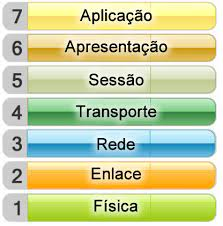 7 Aplicação
6 Apresentação
5 Sessão
4 Transporte
3 Rede
2 Enlace
1 Física